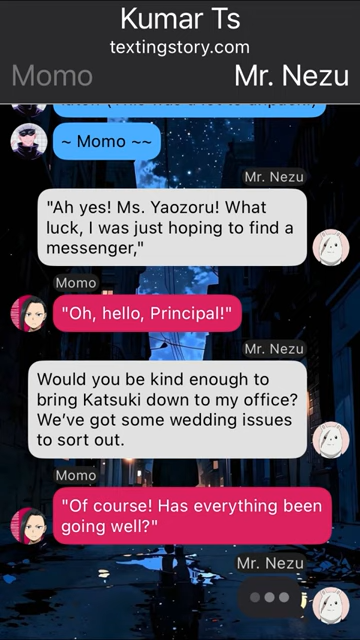 Kumar Ts
textingstory.com
Momo
Mr. Nezu
~ Momo ~~
Mr. Nezu
"Ah yes! Ms. Yaozoru! What
luck, I was just hoping to find a
messenger,"
Momo
"Oh, hello, Principal!"
Mr. Nezu
Would you be kind enough to
bring Katsuki down to my office?
We’ve got some wedding issues
to sort out.
Momo
"Of course! Has everything been
going well?"
Mr. Nezu